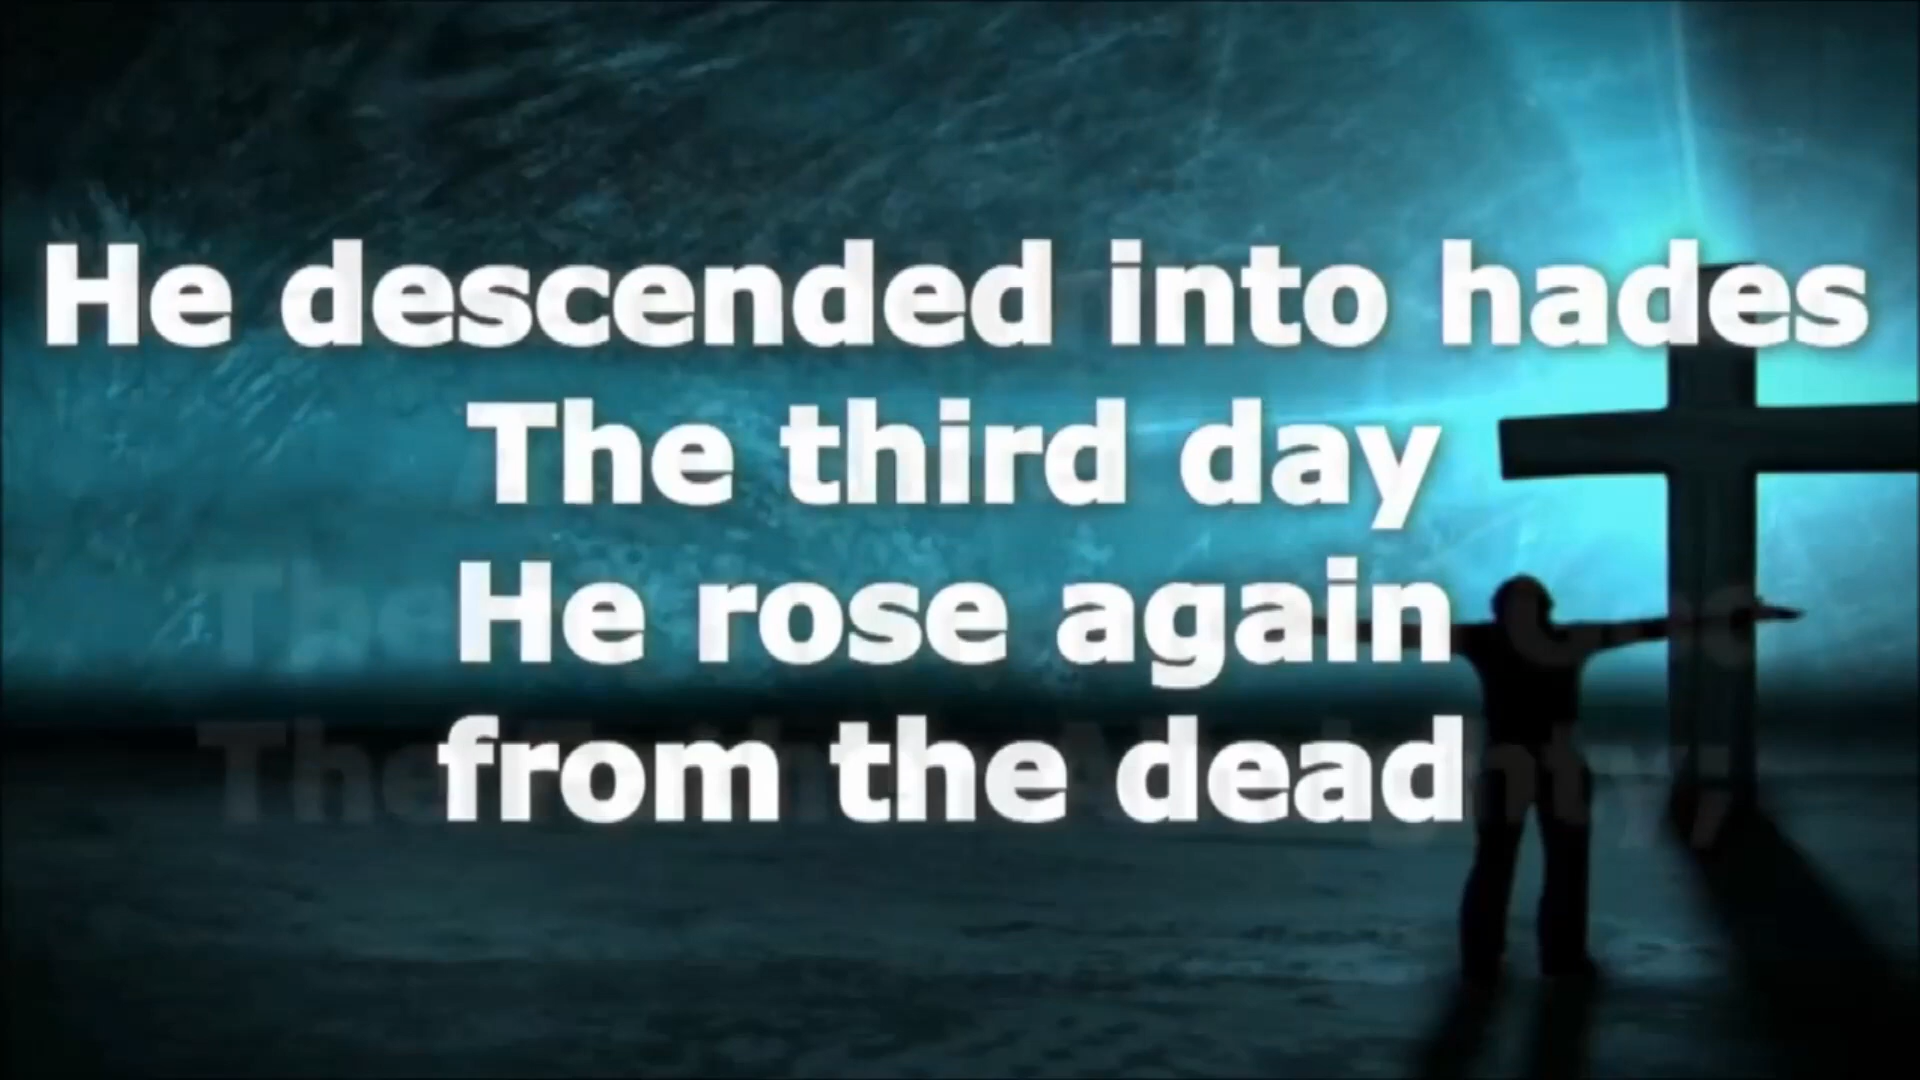 He descended into hades
The third day
He rose again
from the dead